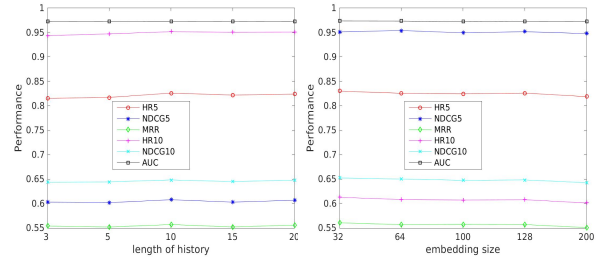 1
0.95
0.9
0.85
0.8
0.75
0.7
0.65
0.6
0.55
Performance
HR5
NDCG5
MRR
HR10
NDCG10
AUC
3 5 10 15 20
length of history
1
0.95
0.9
0.85
0.8
0.75
0.7
0.65
0.6
0.55
Performance
HR5
NDCG5
MRR
HR10
NDCG10
AUC
32 64 100 128 200
embedding size